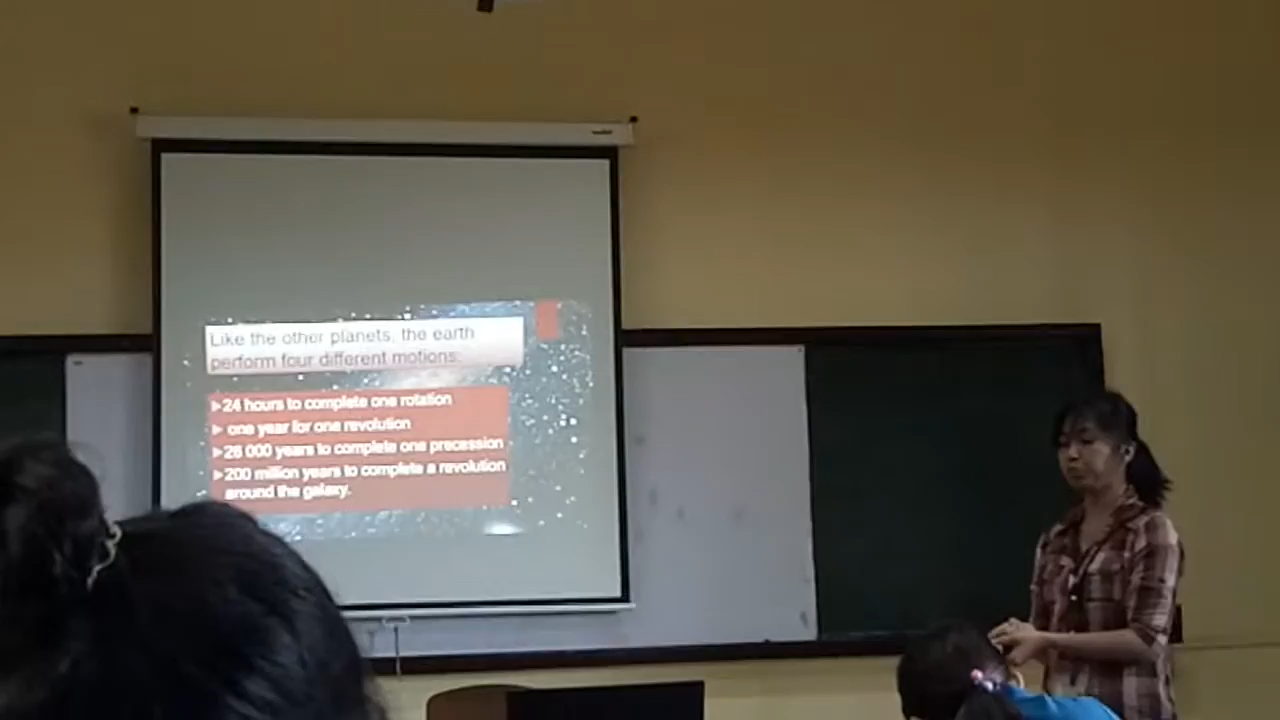 Like the other planets, the earth
perform four different motions:
➢24 hours to complete one rotation
➢ one year for one revolution
➢26 000 years to complete one precession
➢200 million years to complete a revolution
around the galaxy.